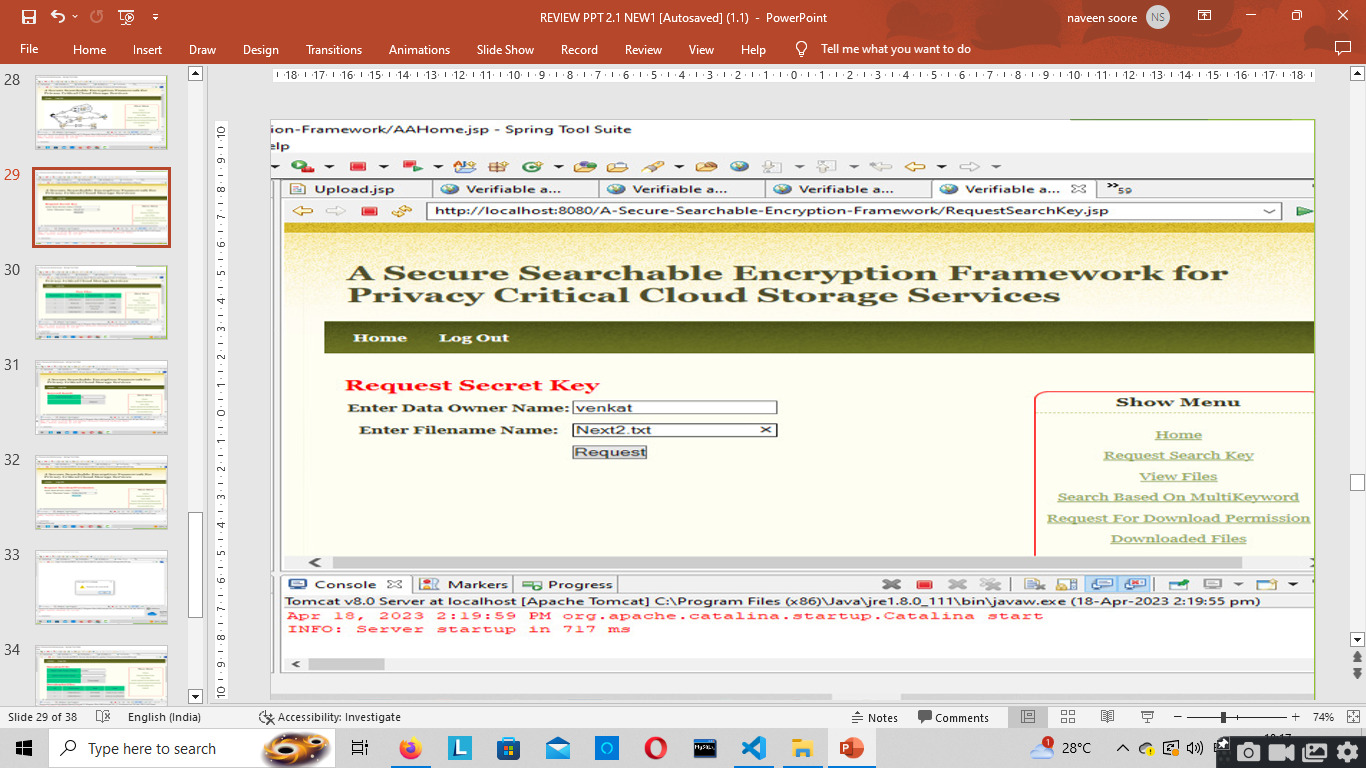 REVIEW PPT 2.1 NEW1 [Autosaved] (1.1) - PowerPoint
naveen soore
NS
File Home Insert Draw Design Transitions Animations Slide Show Record Review View Help Tell me what you want to do
28
29
30
31
32
33
34
ion-Framework/AAHome.jsp - Spring Tool Suite
elp
Upload.jsp Verifiable a... Verifiable a... Verifiable a... Verifiable a... »59
http://localhost:8080/A-Secure-Searchable-Encryption-Framework/RequestSearchKey.jsp
A Secure Searchable Encryption Framework for
Privacy Critical Cloud Storage Services
Home Log Out
Request Secret Key
Enter Data Owner Name: venkat
Enter Filename Name: Next2.txt
Request
Show Menu
Home
Request Search Key
View Files
Search Based On MultiKeyword
Request For Download Permission
Downloaded Files
Console Markers Progress
Tomcat v8.0 Server at localhost [Apache Tomcat] C:\Program Files (x86)\Java\jre1.8.0_111\bin\javaw.exe (18-Apr-2023 2:19:55 pm)
Apr 18, 2023 2:19:59 PM org.apache.catalina.startup.Catalina start
INFO: Server startup in 717 ms
Slide 29 of 38 English (India) Accessibility: Investigate Notes Comments 74%
Type here to search
L
MySQL
1
28°C